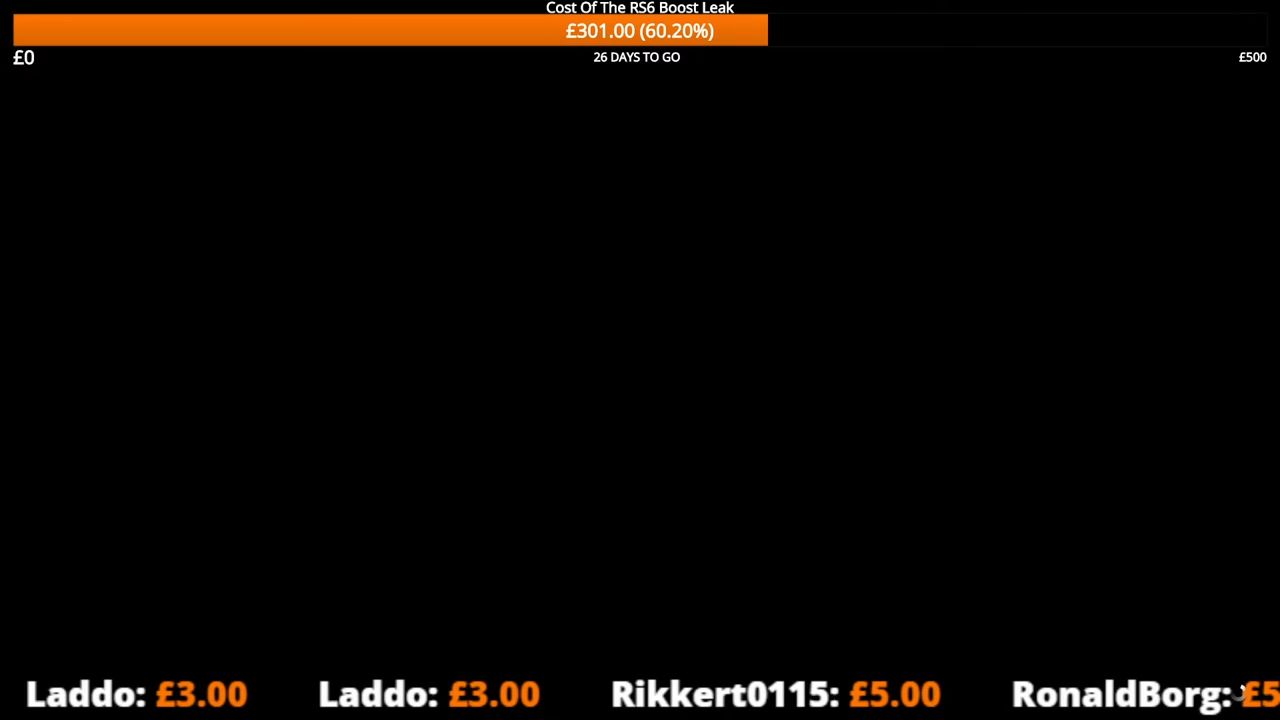 Cost Of The RS6 Boost Leak
£301.00 (60.20%)
£0 26 DAYS TO GO £500
Laddo: £3.00 Laddo: £3.00 Rikkert0115: £5.00 RonaldBorg: £5